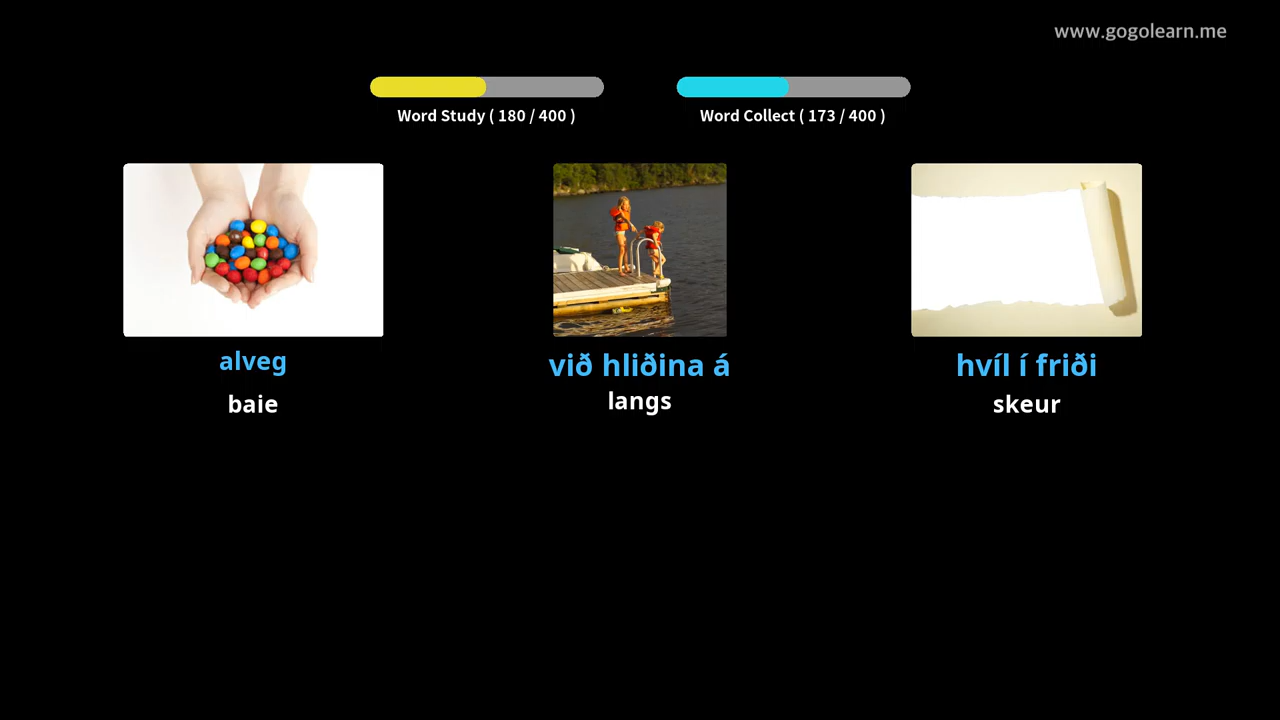 www.gogolearn.me
Word Study ( 180 / 400 )
Word Collect ( 173 / 400 )
alveg
við hliðina á
hvíl í friði
baie
langs
skeur